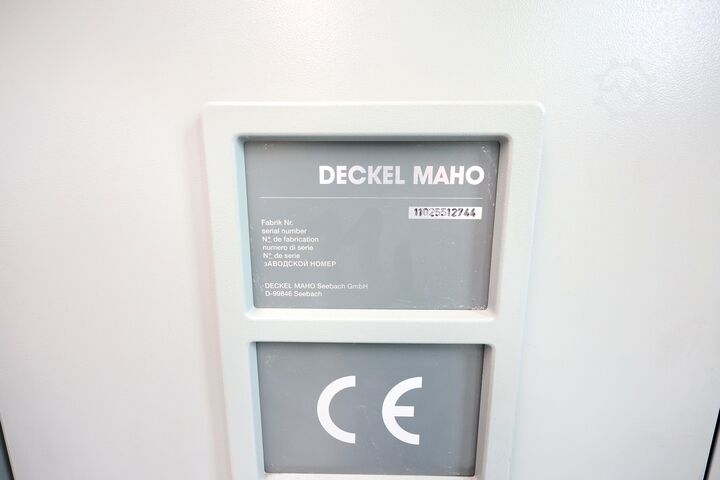 DECKEL MAHO
11025512744
Fabrik Nr.
serial number
N° de fabrication
numero di serie
N° de serie
зАВОДСКОЙ НОМЕР
DECKEL MAHO Seebach GmbH
D-99846 Seebach
CE